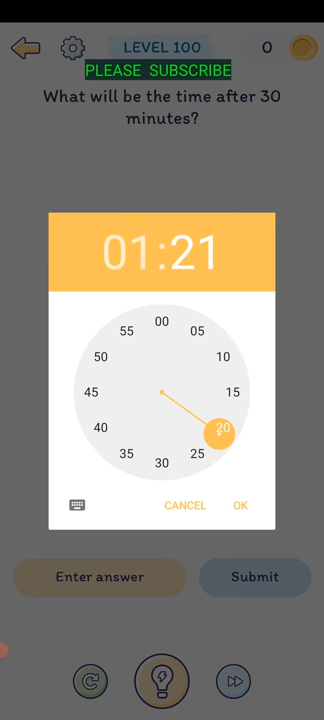 LEVEL 100
0
PLEASE SUBSCRIBE
What will be the time after 30
minutes?
01:21
00
05
10
15
20
25
30
35
40
45
50
55
CANCEL
OK
Enter answer
Submit